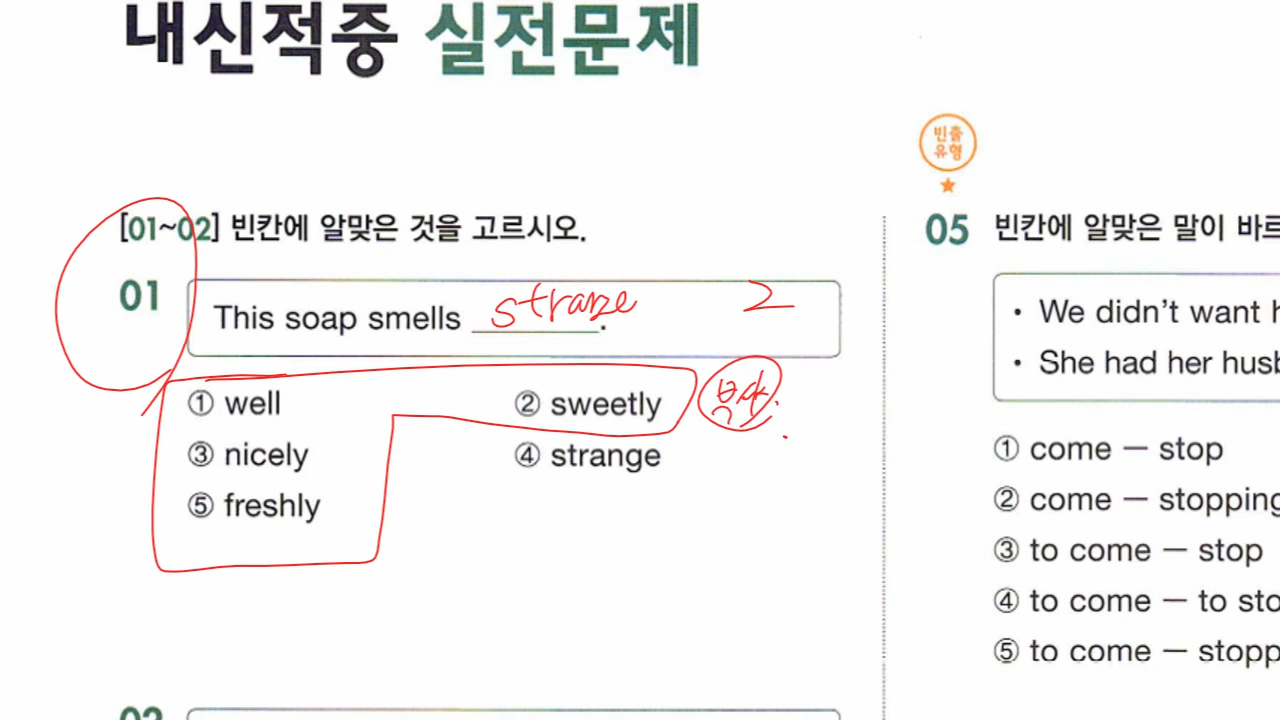 내신적중 실전문제
[01~02] 빈칸에 알맞은 것을 고르시오.
01
This soap smells ________.
2
① well
② sweetly
③ nicely
④ strange
⑤ freshly
빈출
유형
05 빈칸에 알맞은 말이 바르
• We didn't want h
• She had her husb
① come – stop
② come – stopping
③ to come – stop
④ to come – to sto
⑤ to come – stopp